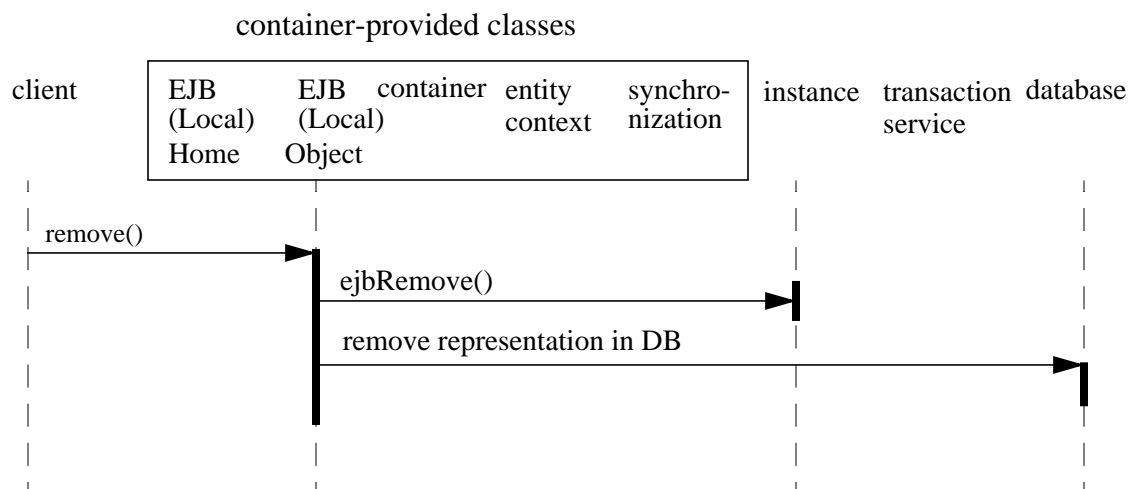 container-provided classes
client
EJB
(Local)
Home
EJB
(Local)
Object
container
entity
context
synchro-
nization
instance
transaction
service
database
remove()
ejbRemove()
remove representation in DB